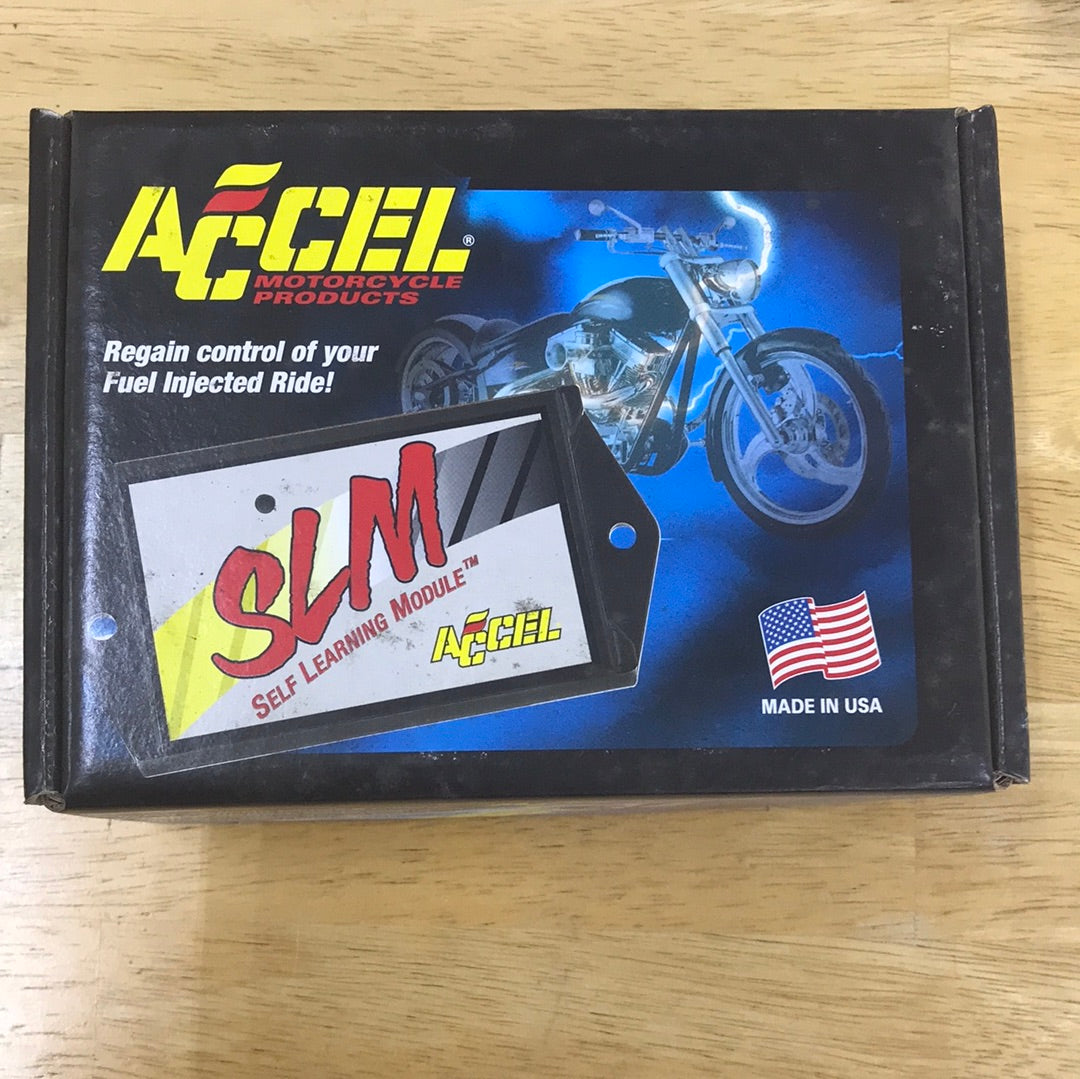 ACCEL®
MOTORCYCLE
PRODUCTS
Regain control of your
Fuel Injected Ride!
SLM
SELF LEARNING MODULE™
ACCEL
MADE IN USA